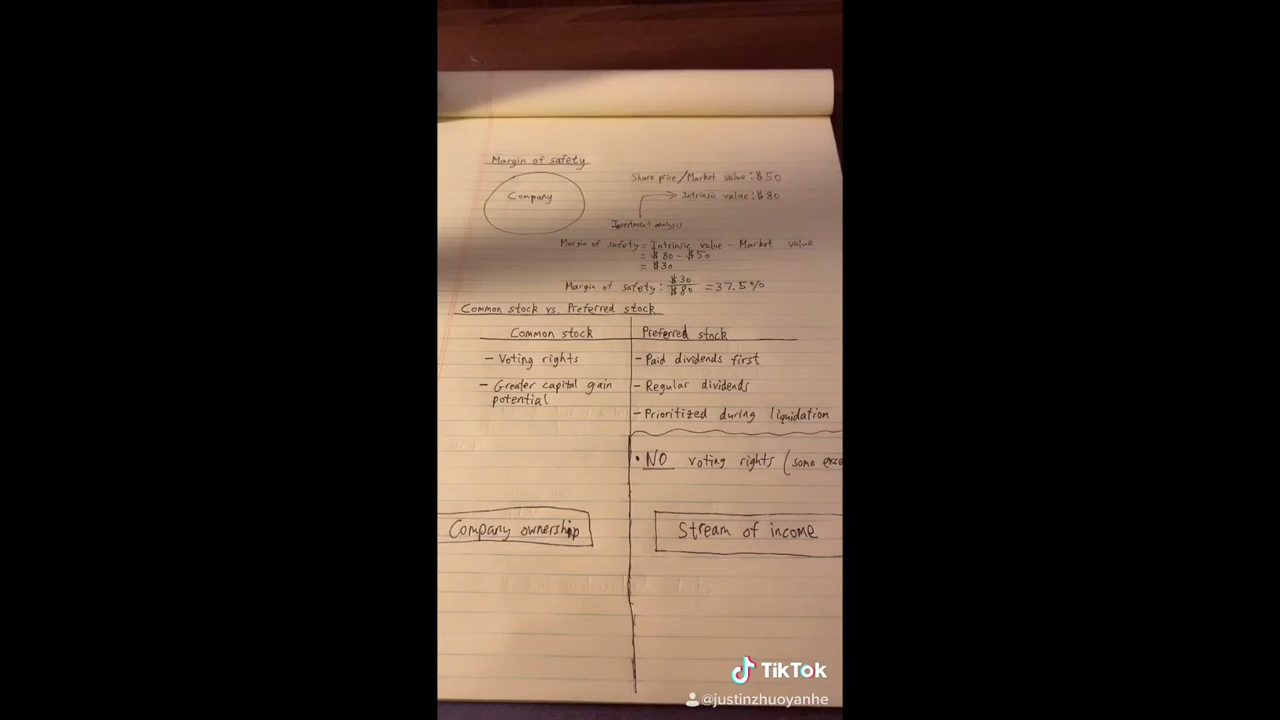 Margin of safety
Company
Share price/Market value: $50
Intrinsic value: $80
Investment analysis
Margin of safety = Intrinsic value - Market value
= $80 - $50
= $30
Margin of safety: $30/$80 = 37.5%
Common stock vs. Preferred stock
Common stock
- Voting rights
- Greater capital gain
potential
Company ownership
Preferred stock
- Paid dividends first
- Regular dividends
- Prioritized during liquidation
• NO voting rights (some
Stream of income
TikTok
@justinzhuoyanhe